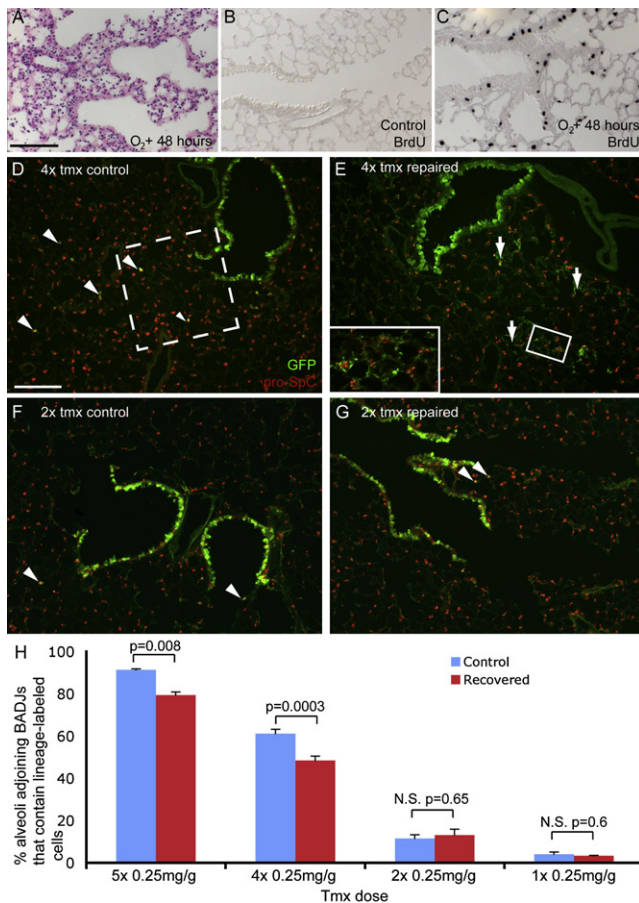 A
O₂+ 48 hours
B
Control
BrdU
C
O₂+ 48 hours
BrdU
D 4x tmx control
GFP
pro-SpC
E 4x tmx repaired
F 2x tmx control
G 2x tmx repaired
H
% alveoli adjoining BADJs
that contain lineage-labeled
cells
100
80
60
40
20
0
p=0.008
p=0.0003
N.S. p=0.65
N.S. p=0.6
Control
Recovered
5x 0.25mg/g
4x 0.25mg/g
2x 0.25mg/g
1x 0.25mg/g
Tmx dose